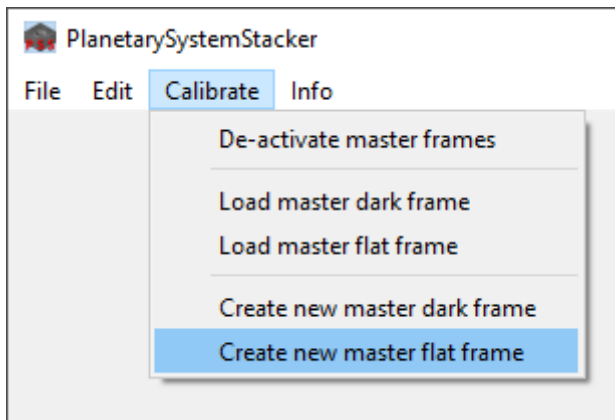 PlanetarySystemStacker
File Edit Calibrate Info
De-activate master frames
Load master dark frame
Load master flat frame
Create new master dark frame
Create new master flat frame